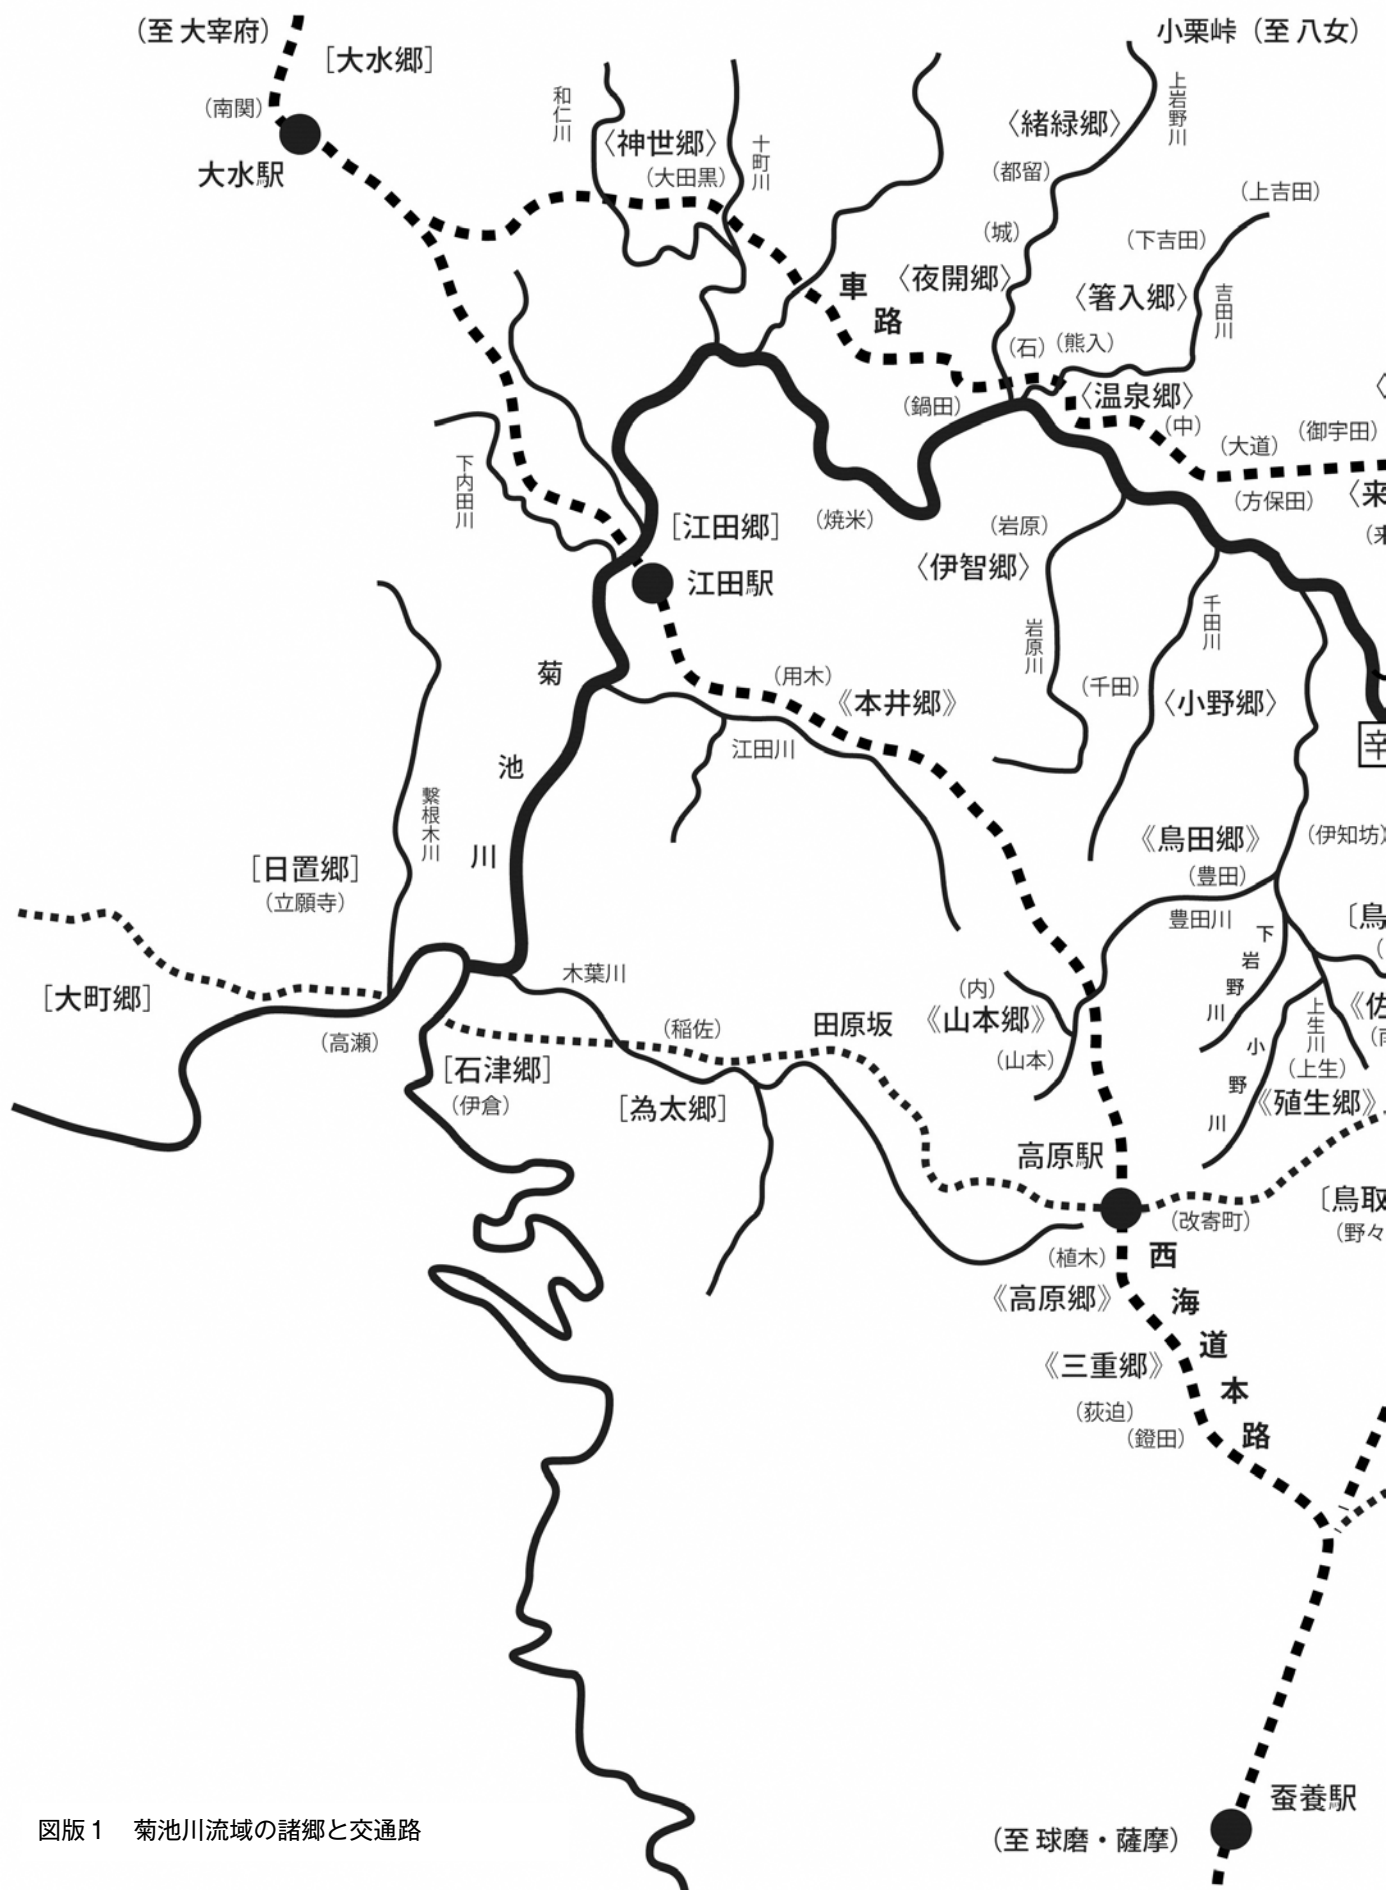 （至 大宰府）
［大水郷］
（南関）
大水駅
和仁川
〈神世郷〉
（大田黒）
十町川
小栗峠（至 八女）
上岩野川
〈緒緑郷〉
（都留）
（城）
（上吉田）
（下吉田）
〈夜開郷〉
〈箸入郷〉
吉田川
車路
（石）
（熊入）
（鍋田）
〈温泉郷〉
（中）
（大道）
（御宇田）
（方保田）
〈来
下内田川
［江田郷］
（焼米）
（岩原）
〈伊智郷〉
江田駅
岩原川
千田川
（用木）
（千田）
《本井郷》
〈小野郷〉
江田川
菊池川
繋根木川
［日置郷］
（立願寺）
《鳥田郷》
（伊知坊）
（豊田）
豊田川
〔鳥
下岩野川
木葉川
（内）
［大町郷］
《山本郷》
（山本）
田原坂
（稲佐）
（高瀬）
［石津郷］
（伊倉）
［為太郷］
上生川
《佐
小野川
（上生）
《殖生郷》
高原駅
（改寄町）
〔鳥取
（野々
（植木）
西海道本路
《高原郷》
《三重郷》
（荻迫）
（鐙田）
蚕養駅
（至 球磨・薩摩）
図版1　菊池川流域の諸郷と交通路